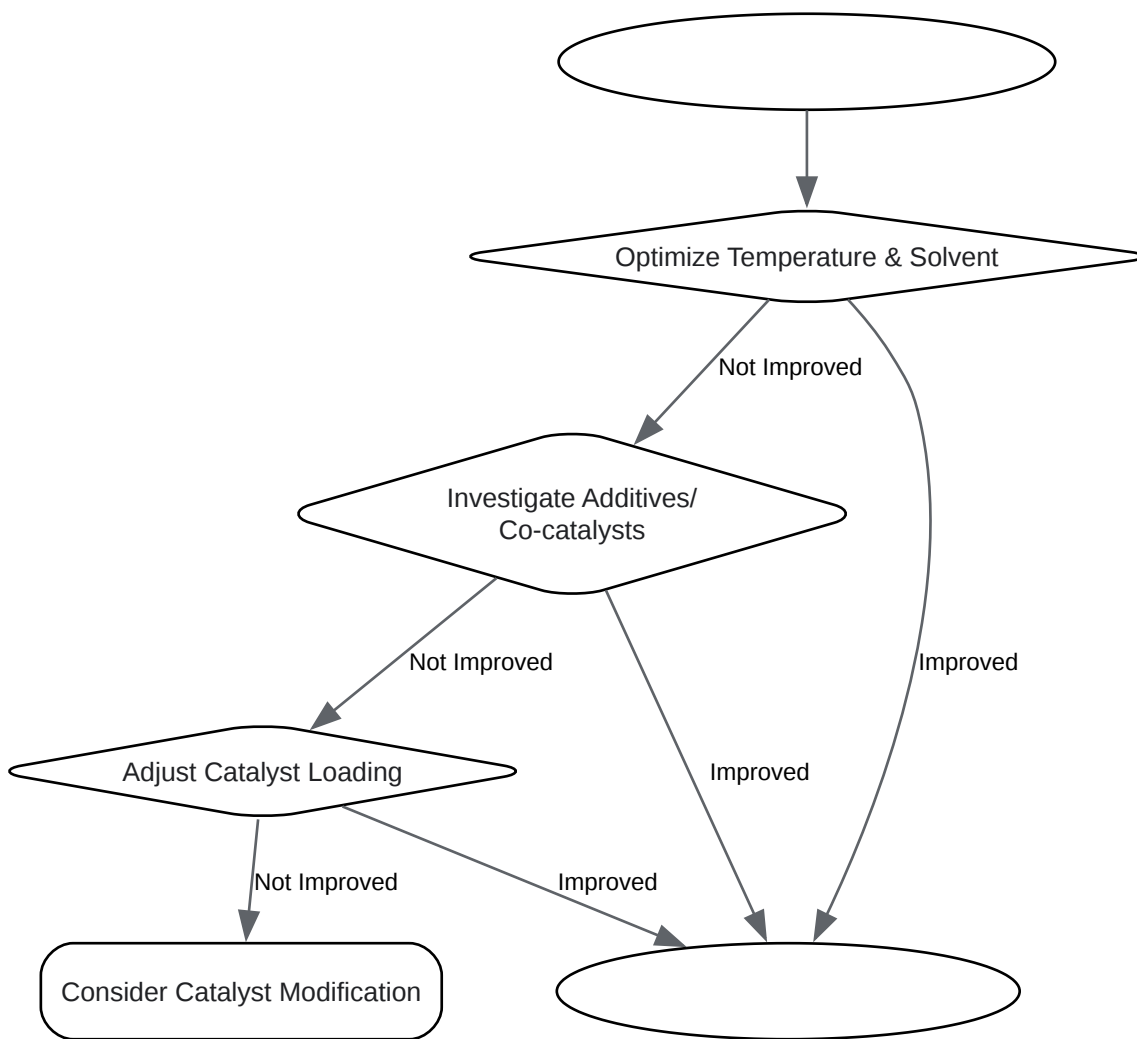 Optimize Temperature & Solvent
Not Improved
Investigate Additives/
Co-catalysts
Not Improved
Improved
Adjust Catalyst Loading
Improved
Not Improved
Improved
Consider Catalyst Modification